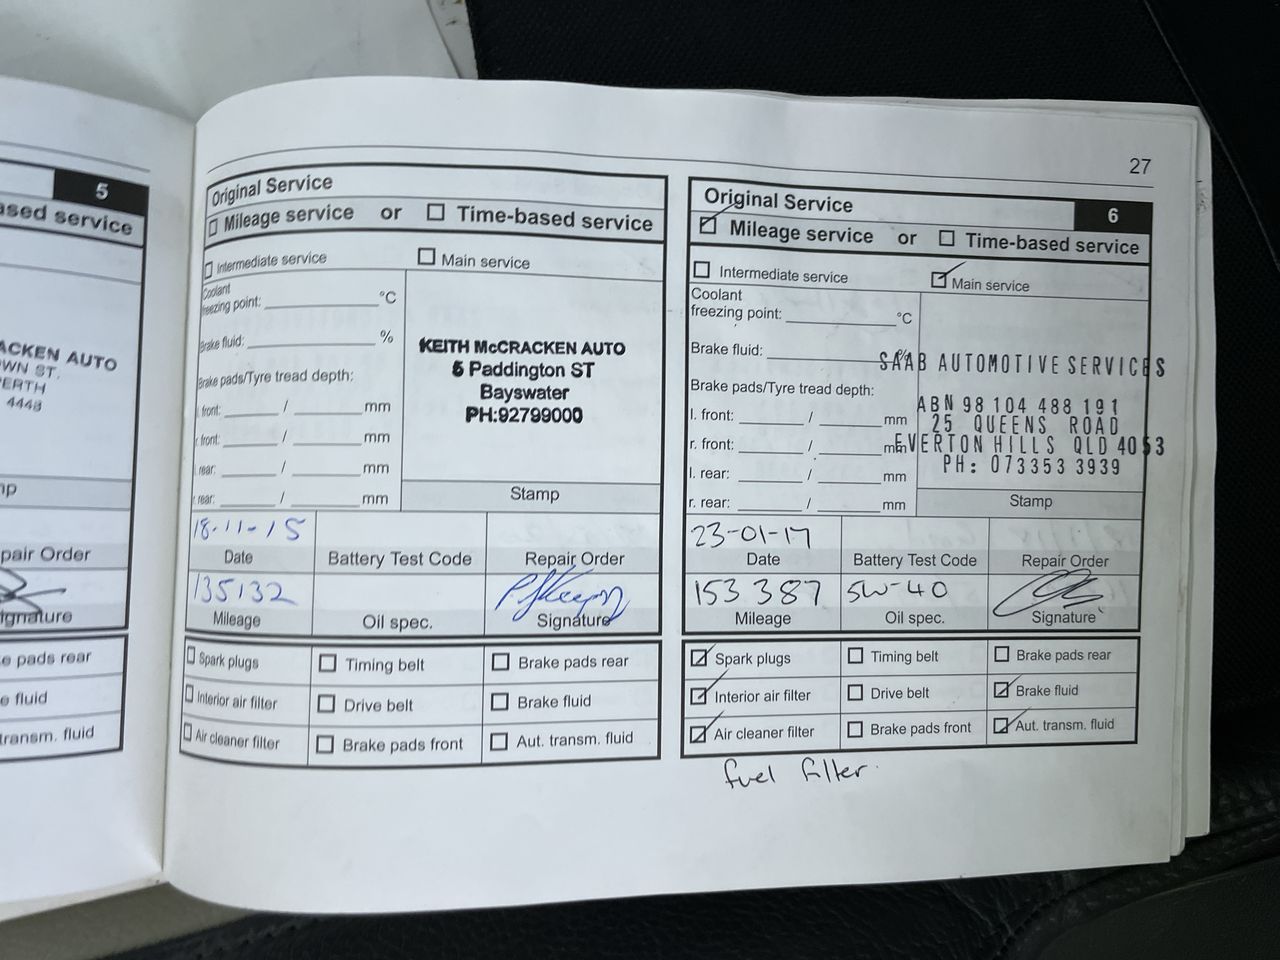 5
ased service
ACKEN AUTO
OWN ST.
PERTH
4448
mp
pair Order
ignature
e pads rear
e fluid
transm. fluid
27
Original Service
Mileage service or Time-based service
Intermediate service Main service
Coolant
freezing point: °C
Brake fluid: %
Brake pads/Tyre tread depth:
l. front: / mm
r. front: / mm
l. rear: / mm
r. rear: / mm
KEITH McCRACKEN AUTO
5 Paddington ST
Bayswater
PH:92799000
Stamp
18-11-15
Date Battery Test Code Repair Order
135132
Mileage Oil spec. Signature
Spark plugs Timing belt Brake pads rear
Interior air filter Drive belt Brake fluid
Air cleaner filter Brake pads front Aut. transm. fluid
Original Service 6
Mileage service or Time-based service
Intermediate service Main service
Coolant
freezing point: °C
Brake fluid: %
Brake pads/Tyre tread depth:
l. front: / mm
r. front: / mm
l. rear: / mm
r. rear: / mm
SAAB AUTOMOTIVE SERVICES
ABN 98 104 488 191
25 QUEENS ROAD
EVERTON HILLS QLD 4053
PH: 073353 3939
Stamp
23-01-17
Date Battery Test Code Repair Order
153387 5W-40
Mileage Oil spec. Signature
Spark plugs Timing belt Brake pads rear
Interior air filter Drive belt Brake fluid
Air cleaner filter Brake pads front Aut. transm. fluid
fuel filter.